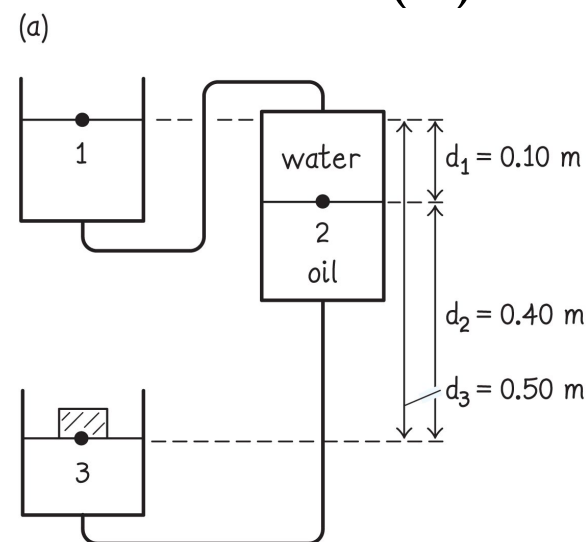 (a)
1
water
2
oil
3
d₁ = 0.10 m
d₂ = 0.40 m
d₃ = 0.50 m